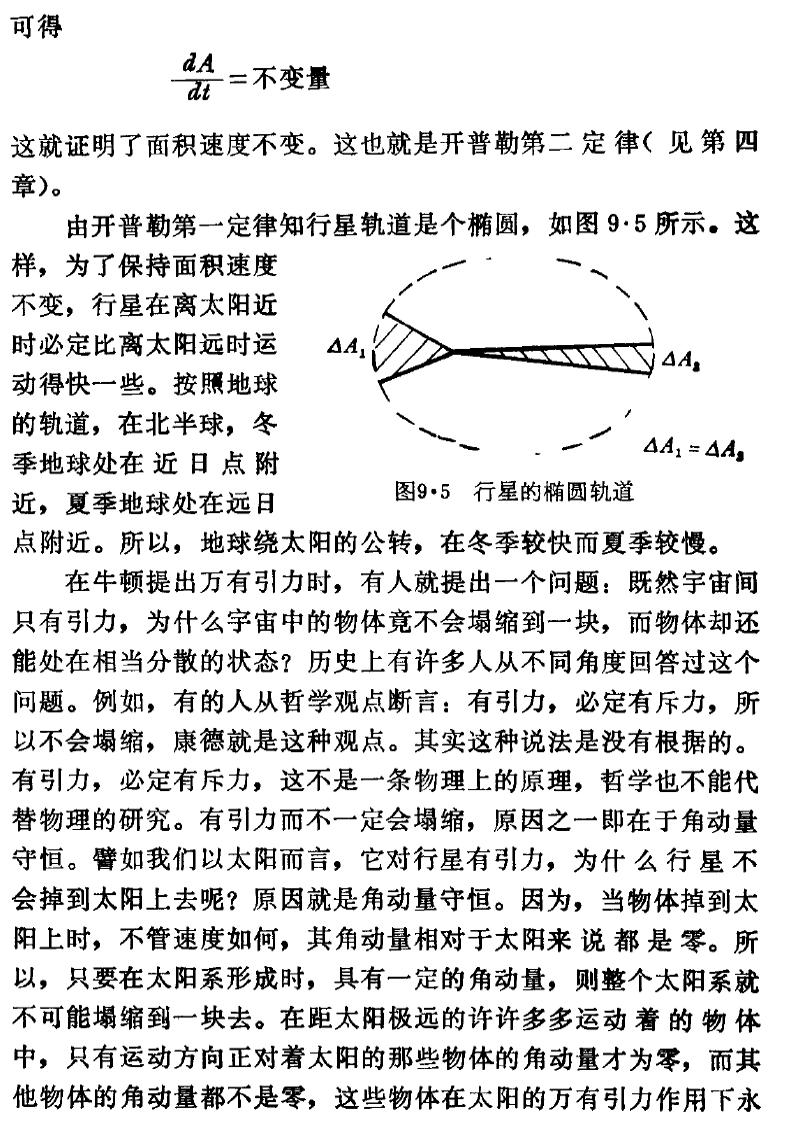 可得
dA/dt=不变量
这就证明了面积速度不变。这也就是开普勒第二定律(见第四
章)。
由开普勒第一定律知行星轨道是个椭圆，如图9·5所示。这
样，为了保持面积速度
不变，行星在离太阳近
时必定比离太阳远时运
动得快一些。按照地球
的轨道，在北半球，冬
季地球处在近日点附
近，夏季地球处在远日
ΔA₁
ΔA₂
ΔA₁=ΔA₂
图9·5 行星的椭圆轨道
点附近。所以，地球绕太阳的公转，在冬季较快而夏季较慢。
在牛顿提出万有引力时，有人就提出一个问题：既然宇宙间
只有引力，为什么宇宙中的物体竟不会塌缩到一块，而物体却还
能处在相当分散的状态？历史上有许多人从不同角度回答过这个
问题。例如，有的人从哲学观点断言：有引力，必定有斥力，所
以不会塌缩，康德就是这种观点。其实这种说法是没有根据的。
有引力，必定有斥力，这不是一条物理上的原理，哲学也不能代
替物理的研究。有引力而不一定会塌缩，原因之一即在于角动量
守恒。譬如我们以太阳而言，它对行星有引力，为什么行星不
会掉到太阳上去呢？原因就是角动量守恒。因为，当物体掉到太
阳上时，不管速度如何，其角动量相对于太阳来说都是零。所
以，只要在太阳系形成时，具有一定的角动量，则整个太阳系就
不可能塌缩到一块去。在距太阳极远的许许多多运动着的物体
中，只有运动方向正对着太阳的那些物体的角动量才为零，而其
他物体的角动量都不是零，这些物体在太阳的万有引力作用下永